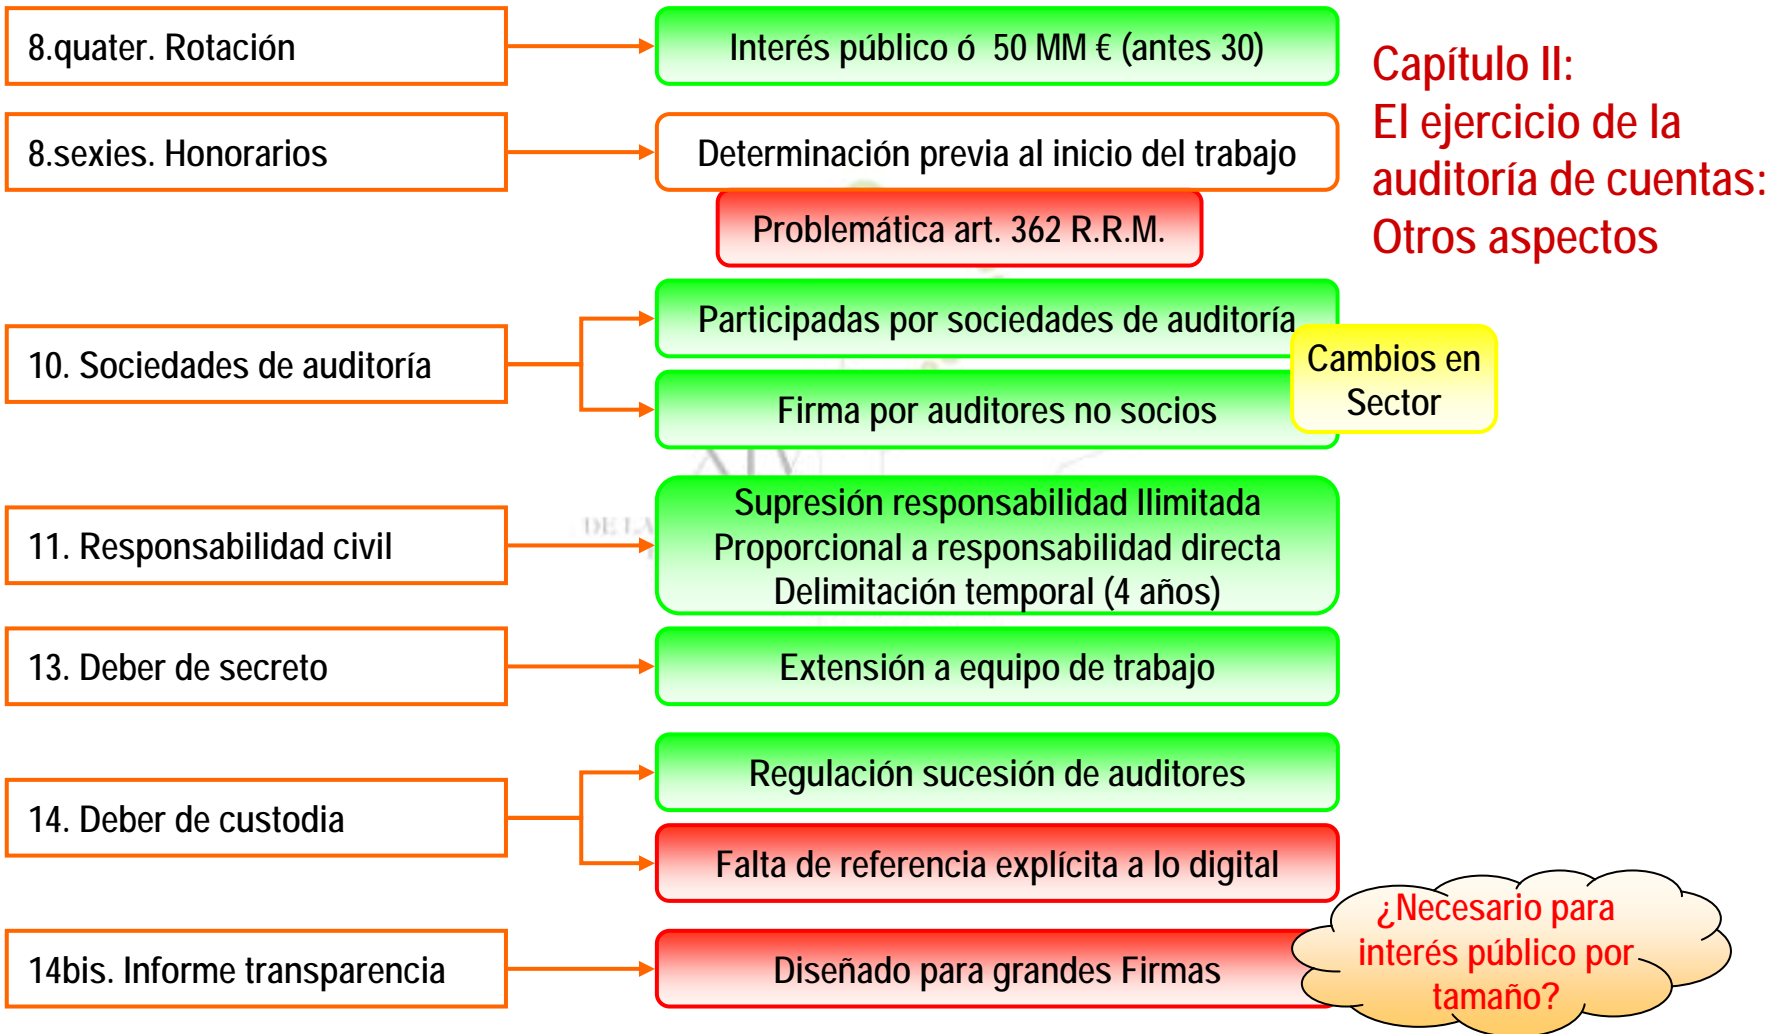 8.quater. Rotación
Interés público ó 50 MM € (antes 30)
Capítulo II:
El ejercicio de la
auditoría de cuentas:
Otros aspectos
8.sexies. Honorarios
Determinación previa al inicio del trabajo
Problemática art. 362 R.R.M.
10. Sociedades de auditoría
Participadas por sociedades de auditoría
Firma por auditores no socios
Cambios en
Sector
XIV
DE LA
11. Responsabilidad civil
Supresión responsabilidad Ilimitada
Proporcional a responsabilidad directa
Delimitación temporal (4 años)
13. Deber de secreto
Extensión a equipo de trabajo
14. Deber de custodia
Regulación sucesión de auditores
Falta de referencia explícita a lo digital
14bis. Informe transparencia
Diseñado para grandes Firmas
¿Necesario para
interés público por
tamaño?